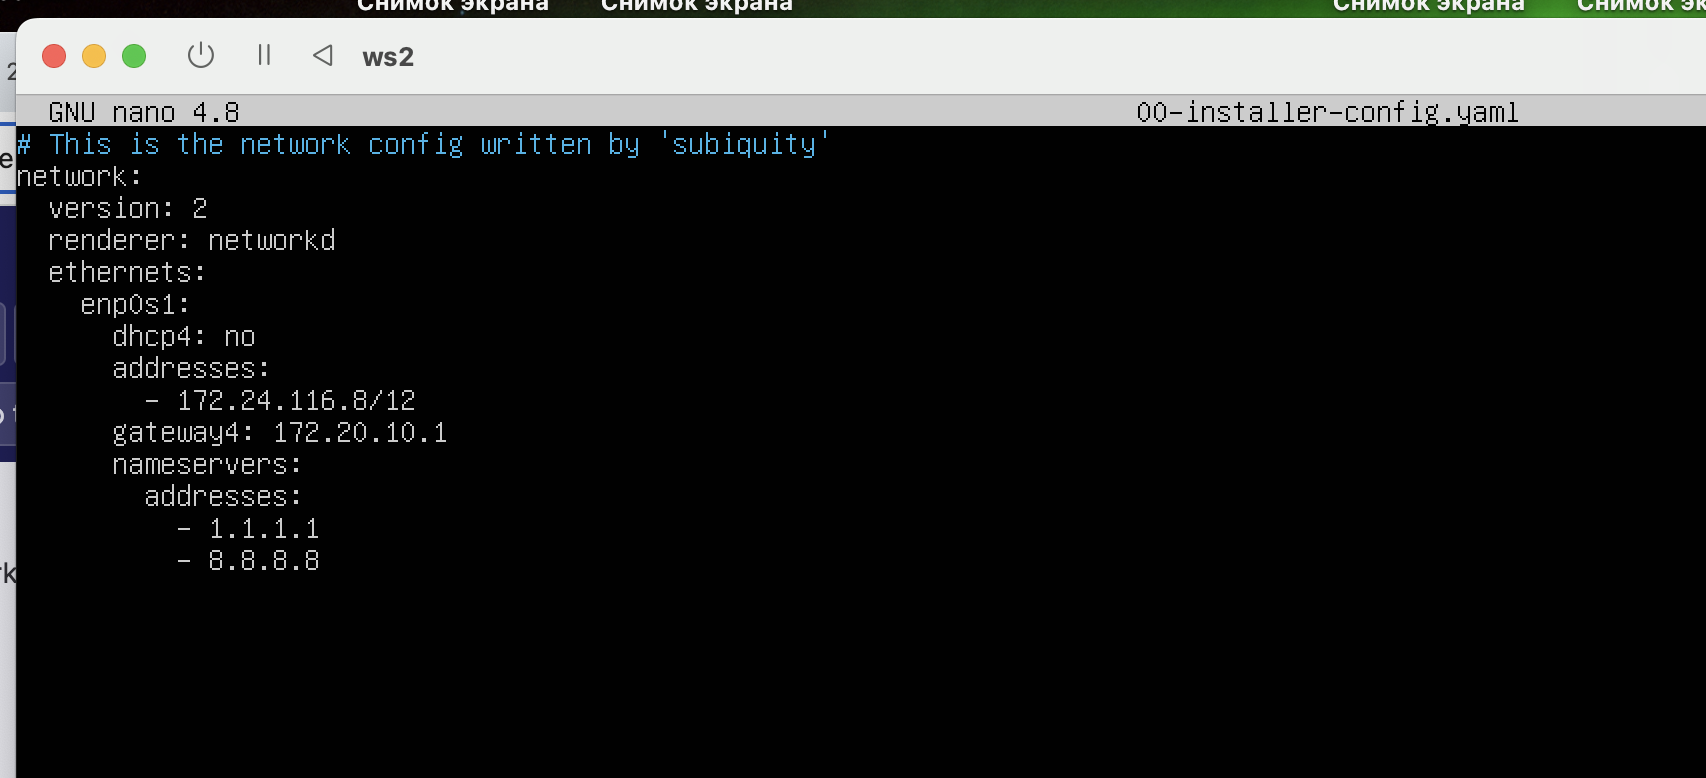 Снимок экрана Снимок экрана Снимок экрана
ws2
GNU nano 4.8 00-installer-config.yaml
# This is the network config written by 'subiquity'
network:
  version: 2
  renderer: networkd
  ethernets:
    enp0s1:
      dhcp4: no
      addresses:
        - 172.24.116.8/12
      gateway4: 172.20.10.1
      nameservers:
        addresses:
          - 1.1.1.1
          - 8.8.8.8